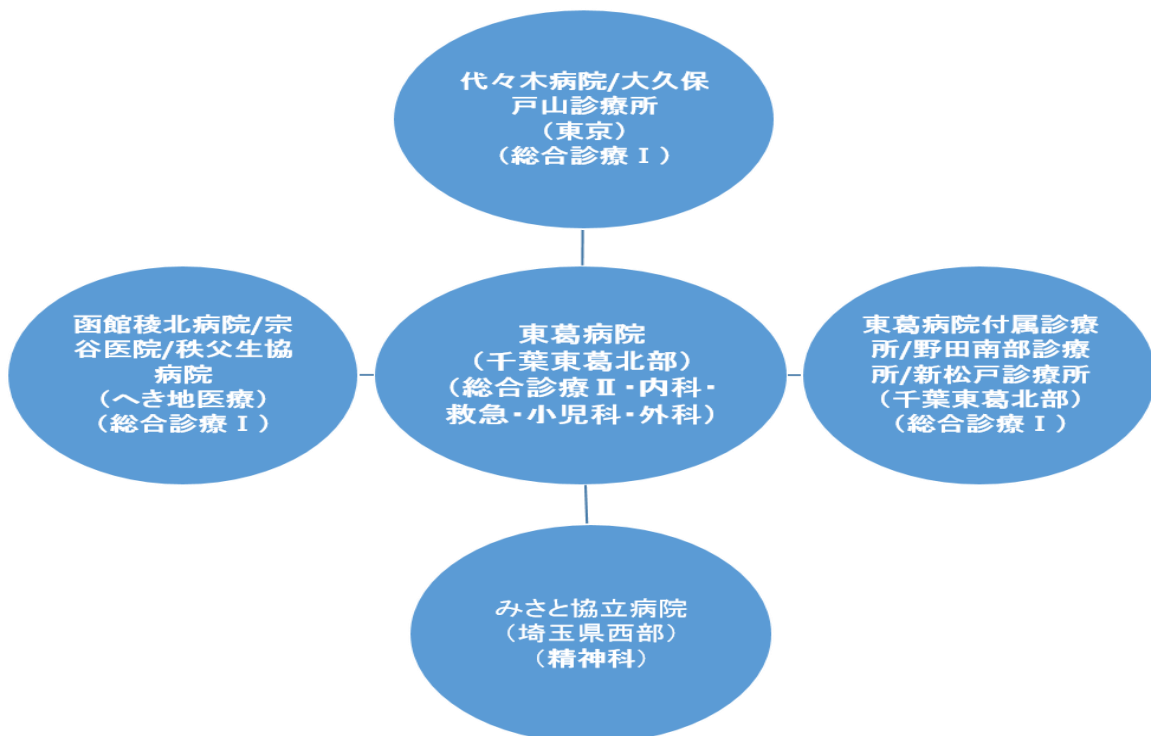 代々木病院/大久保
戸山診療所
（東京）
（総合診療Ⅰ）
函館稜北病院/宗
谷医院/秩父生協
病院
（へき地医療）
（総合診療Ⅰ）
東葛病院
（千葉東葛北部）
（総合診療Ⅱ・内科・
救急・小児科・外科）
東葛病院付属診療
所/野田南部診療
所/新松戸診療所
（千葉東葛北部）
（総合診療Ⅰ）
みさと協立病院
（埼玉県西部）
（精神科）